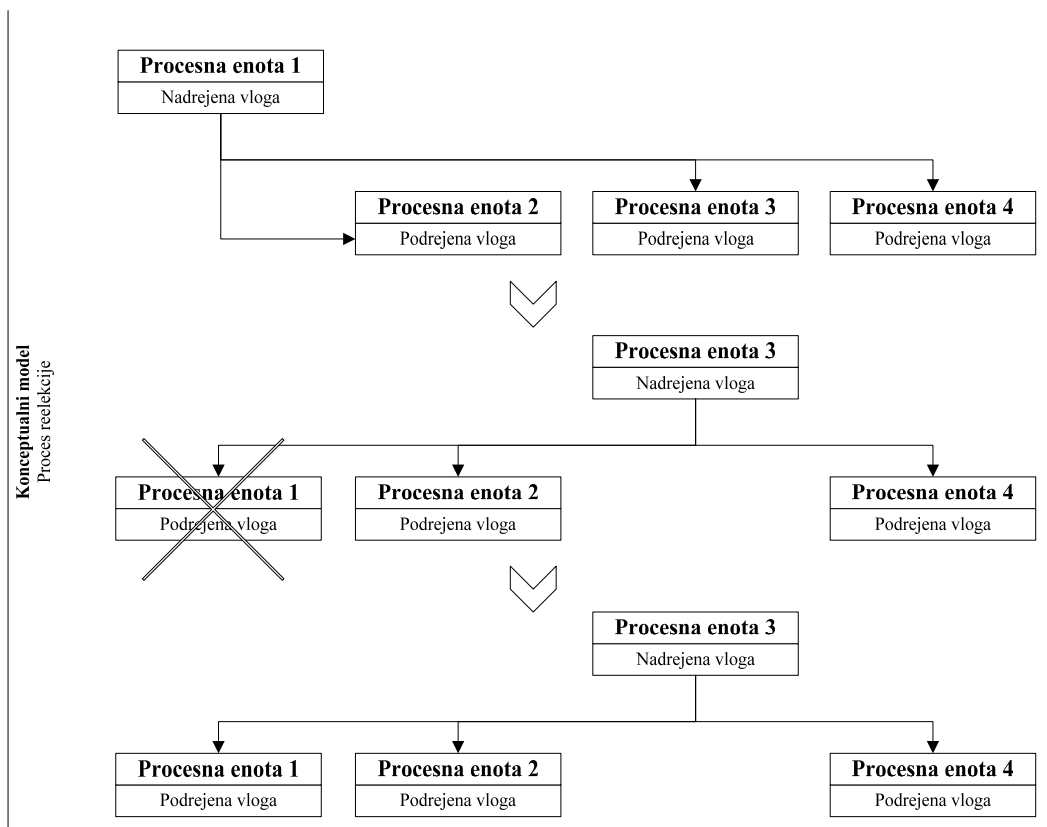 Konceptualni model
Proces reelekcije
Procesna enota 1
Nadrejena vloga
Procesna enota 2
Podrejena vloga
Procesna enota 3
Podrejena vloga
Procesna enota 4
Podrejena vloga
Procesna enota 3
Nadrejena vloga
Procesna enota 1
Podrejena vloga
Procesna enota 2
Podrejena vloga
Procesna enota 4
Podrejena vloga
Procesna enota 3
Nadrejena vloga
Procesna enota 1
Podrejena vloga
Procesna enota 2
Podrejena vloga
Procesna enota 4
Podrejena vloga